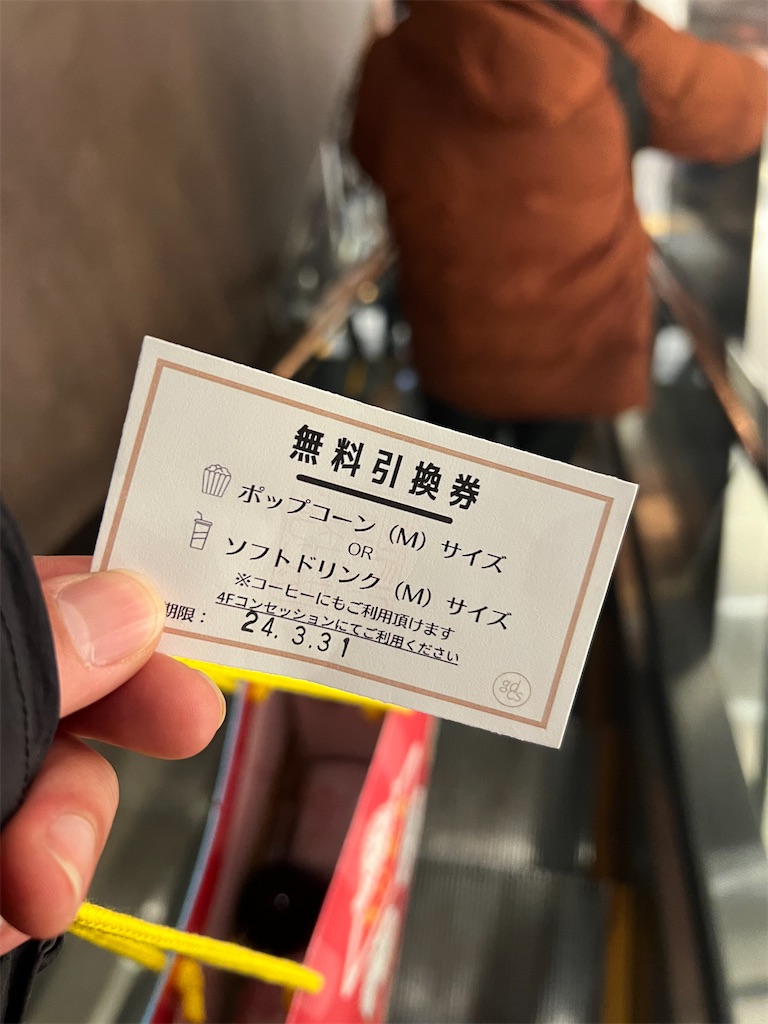 無料引換券
ポップコーン（M）サイズ
OR
ソフトドリンク（M）サイズ
※コーヒーにもご利用頂けます
4Fコンセッションにてご利用ください
期限：24.3.31
gdcs